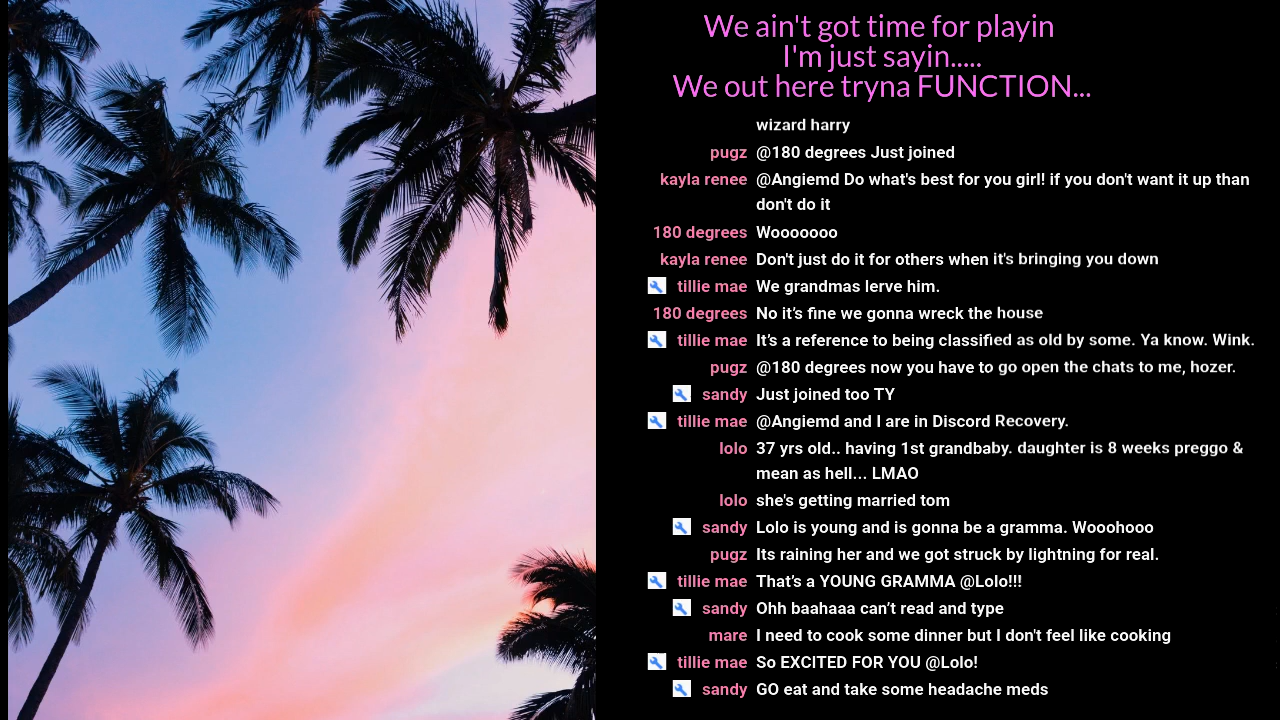 We ain't got time for playin
I'm just sayin.....
We out here tryna FUNCTION...
wizard harry
pugz @180 degrees Just joined
kayla renee @Angiemd Do what's best for you girl! if you don't want it up than
don't do it
180 degrees Wooooooo
kayla renee Don't just do it for others when it's bringing you down
tillie mae We grandmas lerve him.
180 degrees No it’s fine we gonna wreck the house
tillie mae It’s a reference to being classified as old by some. Ya know. Wink.
pugz @180 degrees now you have to go open the chats to me, hozer.
sandy Just joined too TY
tillie mae @Angiemd and I are in Discord Recovery.
lolo 37 yrs old.. having 1st grandbaby. daughter is 8 weeks preggo &
mean as hell... LMAO
lolo she's getting married tom
sandy Lolo is young and is gonna be a gramma. Wooohooo
pugz Its raining her and we got struck by lightning for real.
tillie mae That’s a YOUNG GRAMMA @Lolo!!!
sandy Ohh baahaaa can’t read and type
mare I need to cook some dinner but I don't feel like cooking
tillie mae So EXCITED FOR YOU @Lolo!
sandy GO eat and take some headache meds